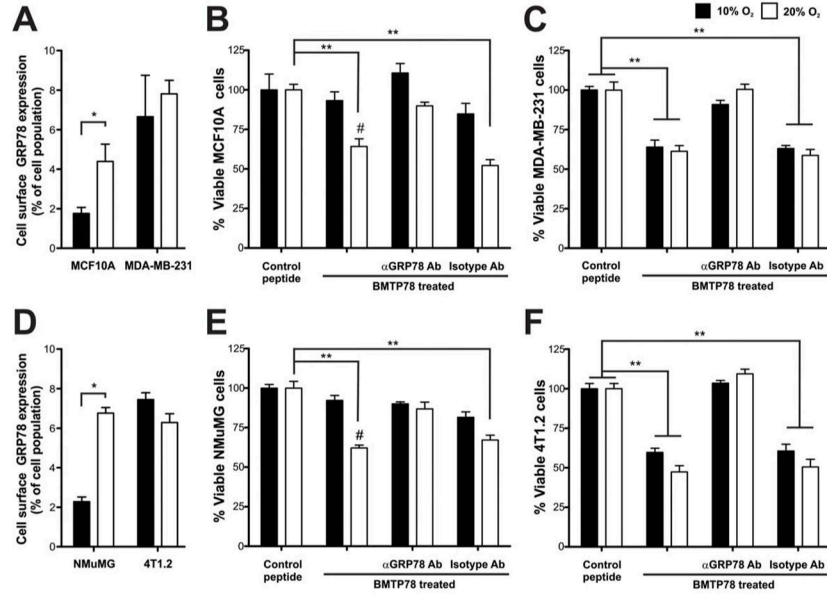 10% O₂ 20% O₂
A
Cell surface GRP78 expression
(% of cell population)
10
8
6
4
2
0
*
MCF10A MDA-MB-231
B
% Viable MCF10A cells
125
100
75
50
25
0
**
**
#
Control
peptide
αGRP78 Ab Isotype Ab
BMTP78 treated
C
% Viable MDA-MB-231 cells
125
100
75
50
25
0
**
**
Control
peptide
αGRP78 Ab Isotype Ab
BMTP78 treated
D
Cell surface GRP78 expression
(% of cell population)
10
8
6
4
2
0
*
NMuMG 4T1.2
E
% Viable NMuMG cells
125
100
75
50
25
0
**
**
#
Control
peptide
αGRP78 Ab Isotype Ab
BMTP78 treated
F
% Viable 4T1.2 cells
125
100
75
50
25
0
**
**
Control
peptide
αGRP78 Ab Isotype Ab
BMTP78 treated